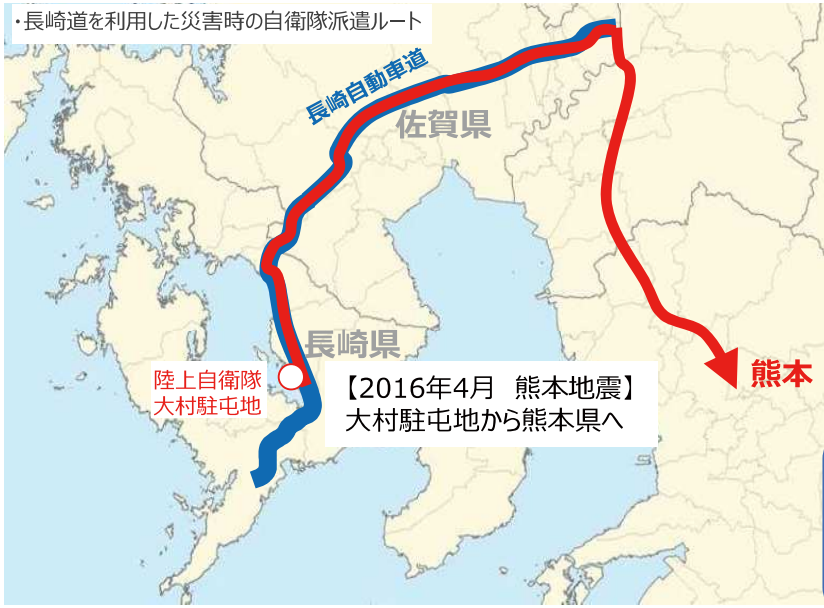 ・長崎道を利用した災害時の自衛隊派遣ルート
長崎自動車道
佐賀県
長崎県
陸上自衛隊
大村駐屯地
【2016年4月 熊本地震】
大村駐屯地から熊本県へ
熊本